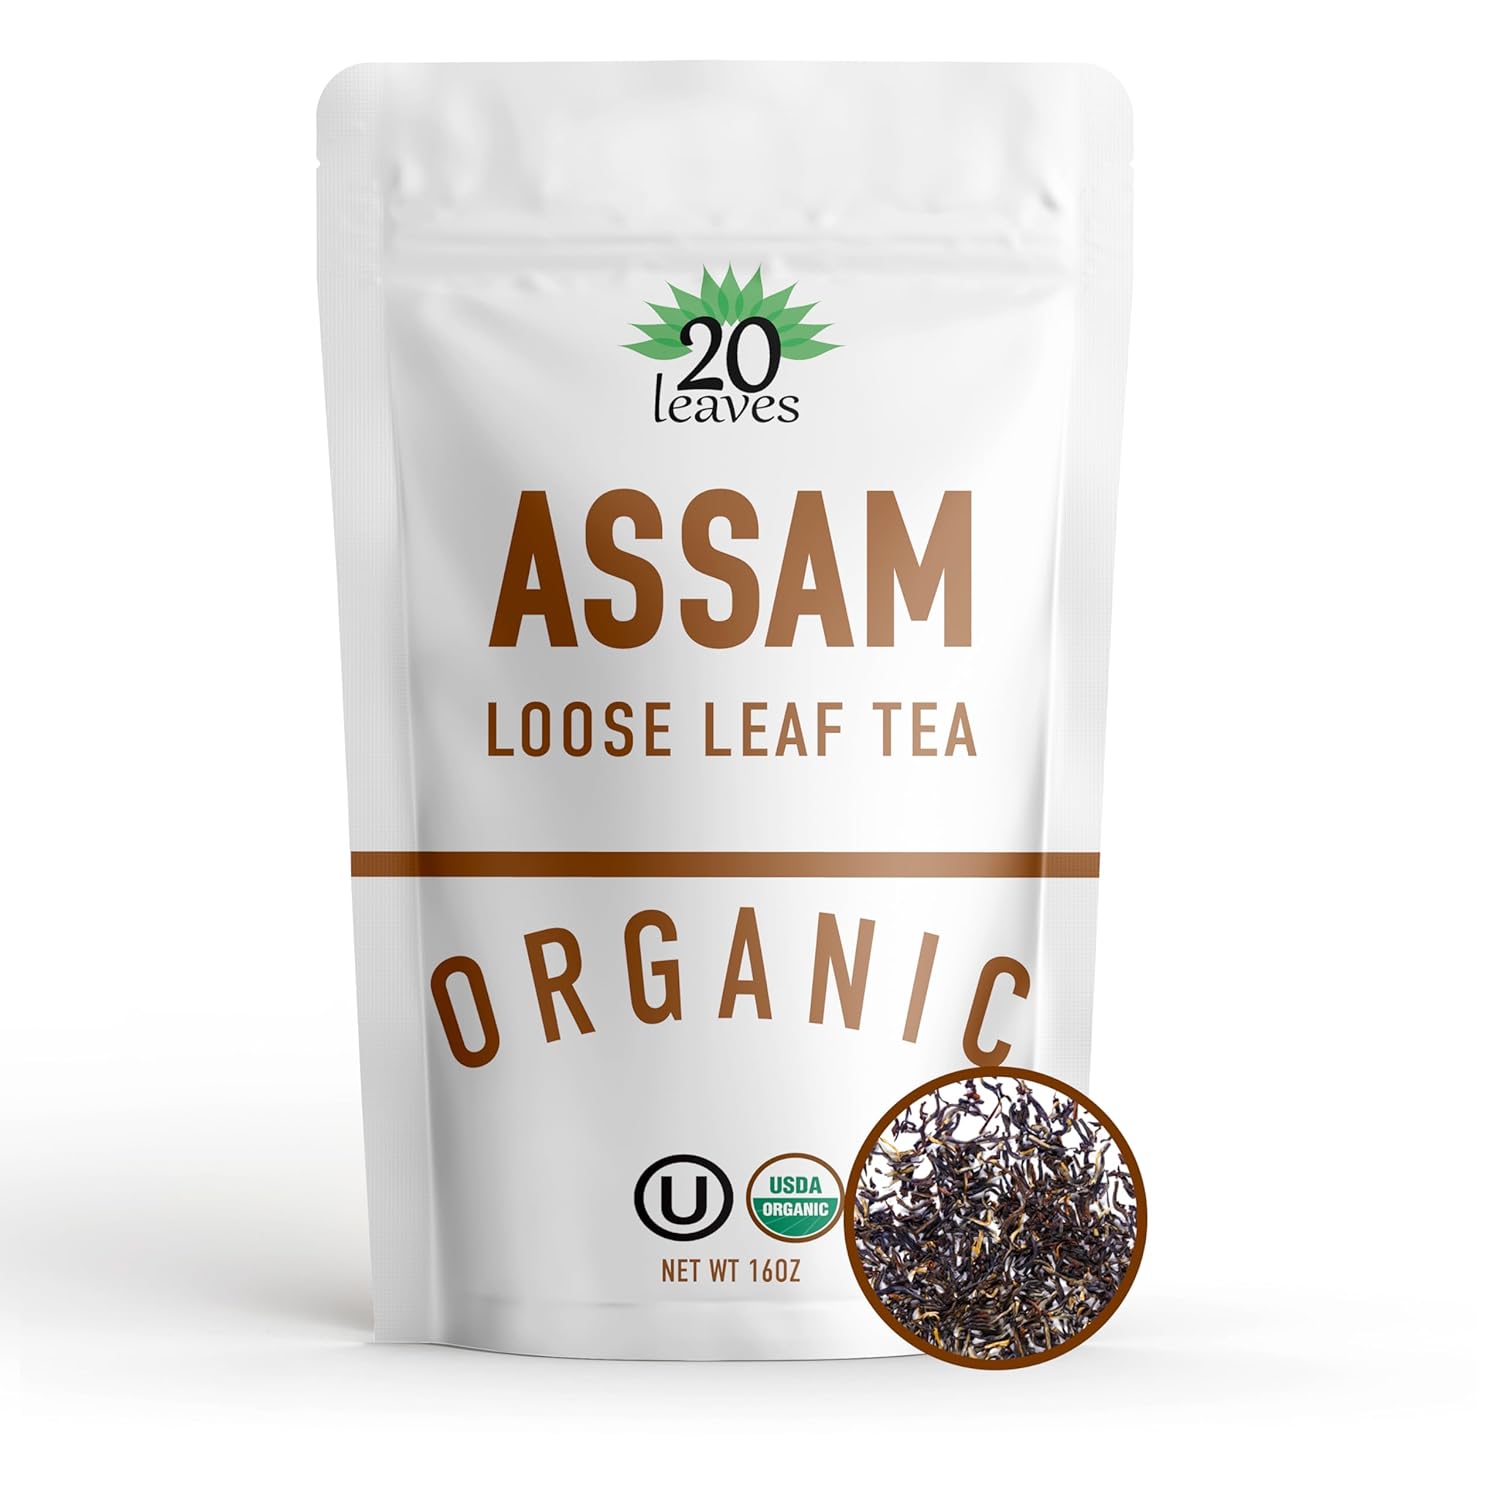 20
leaves
ASSAM
LOOSE LEAF TEA
ORGANIC
U
USDA
ORGANIC
NET WT 16OZ